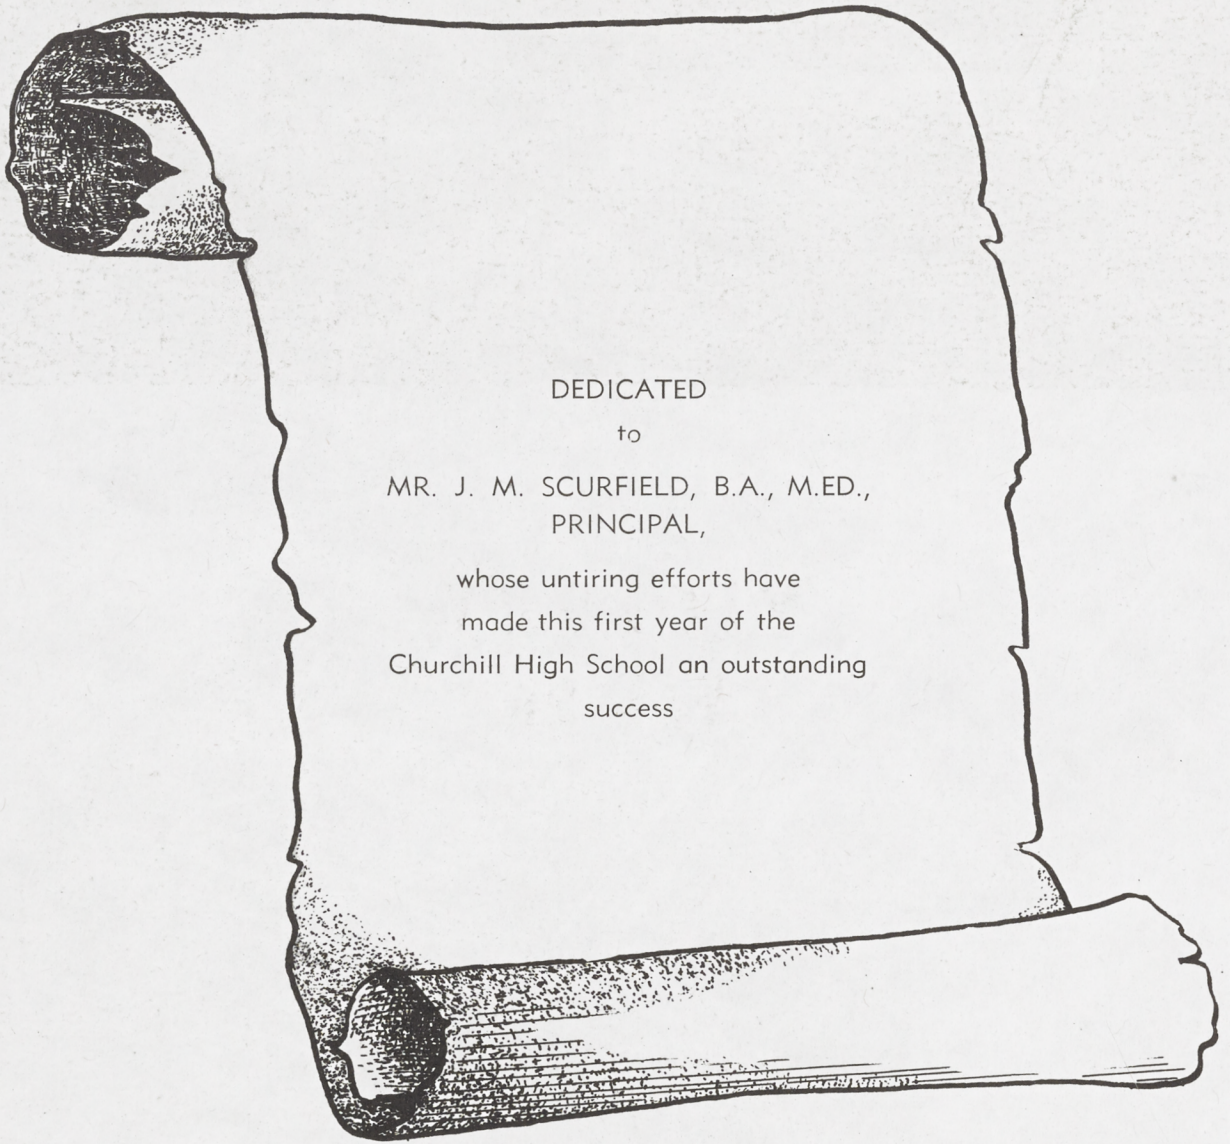 DEDICATED
to
MR. J. M. SCURFIELD, B.A., M.ED.,
PRINCIPAL,
whose untiring efforts have
made this first year of the
Churchill High School an outstanding
success